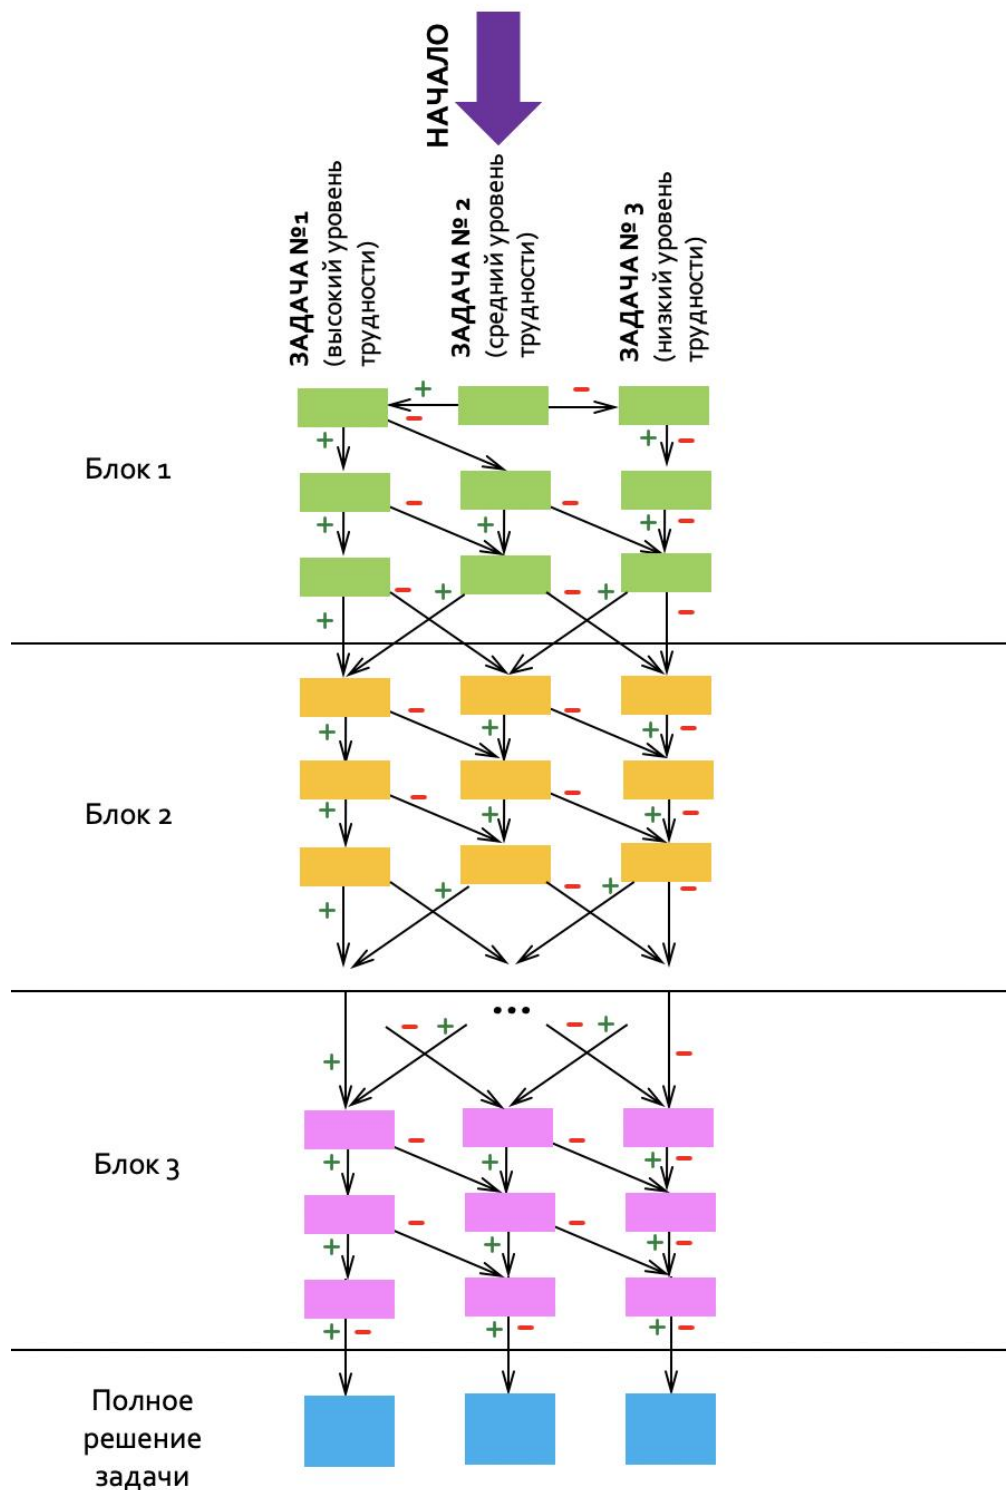 НАЧАЛО
ЗАДАЧА №1
(высокий уровень
трудности)
ЗАДАЧА № 2
(средний уровень
трудности)
ЗАДАЧА № 3
(низкий уровень
трудности)
+ −
− + + −
Блок 1
− −
+ + + −
+ − + − + −
− −
+ + + −
Блок 2
− −
+ + + −
+ + − + −
...
− + − +
+ −
− −
+ + + −
Блок 3
− −
+ + + −
+ − + − + −
Полное
решение
задачи